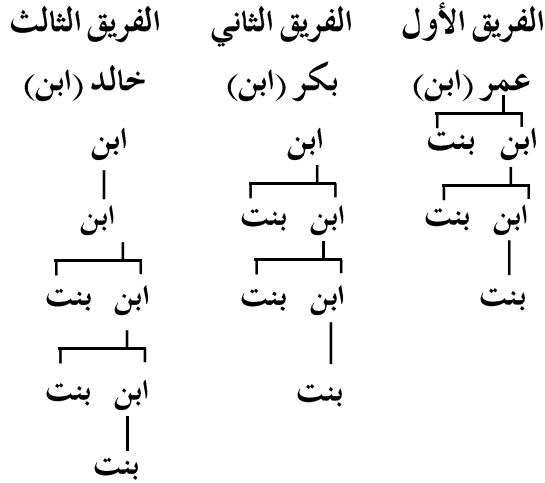 الفريق الأول الفريق الثاني الفريق الثالث
عمر (ابن) بكر (ابن) خالد (ابن)
ابن بنت ابن ابن
ابن بنت ابن بنت ابن
بنت ابن بنت ابن بنت
بنت ابن بنت
بنت